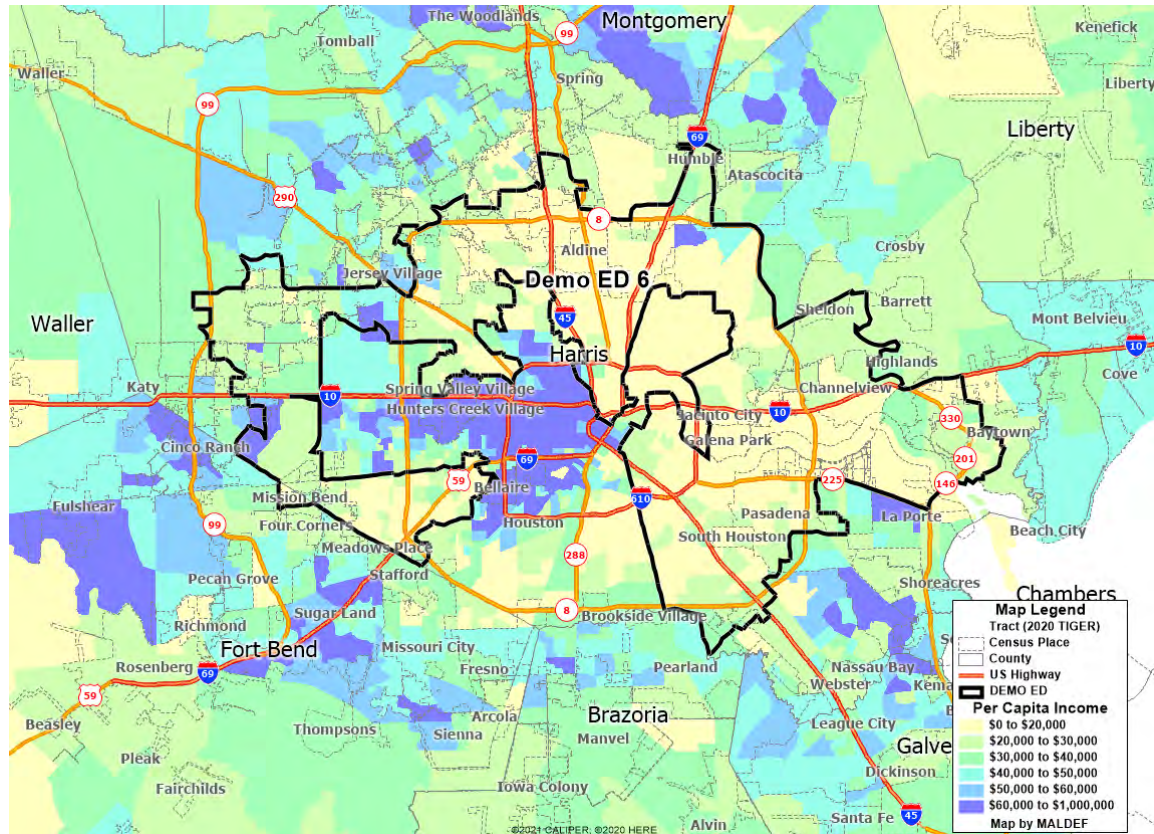 The Woodlands
Montgomery
99
Tomball
Kenefick
Waller
Spring
Liberty
99
69
Liberty
Humble
Atascocita
290
8
Aldine
Crosby
Jersey Village
Demo ED 6
Barrett
Sheldon
Waller
45
Mont Belvieu
Harris
10
Highlands
Cove
Katy
Spring Valley Village
Channelview
10
Hunters Creek Village
Jacinto City
10
330
Baytown
Cinco Ranch
Galena Park
69
201
59
225
146
Bellaire
Mission Bend
610
Fulshear
Pasadena
La Porte
Four Corners
Houston
99
Beach City
South Houston
Meadows Place
288
Stafford
Pecan Grove
Shoreacres
Chambers
Sugar Land
8
Brookside Village
Richmond
Fort Bend
Missouri City
Rosenberg
Pearland
Nassau Bay
69
Fresno
Webster
Kema
59
Arcola
Brazoria
Beasley
Thompsons
Sienna
Manvel
League City
Galve
Pleak
Dickinson
Fairchilds
Iowa Colony
Alvin
Santa Fe
45
©2021 CALIPER; ©2020 HERE
Map Legend
Tract (2020 TIGER)
Census Place
County
US Highway
DEMO ED
Per Capita Income
$0 to $20,000
$20,000 to $30,000
$30,000 to $40,000
$40,000 to $50,000
$50,000 to $60,000
$60,000 to $1,000,000
Map by MALDEF